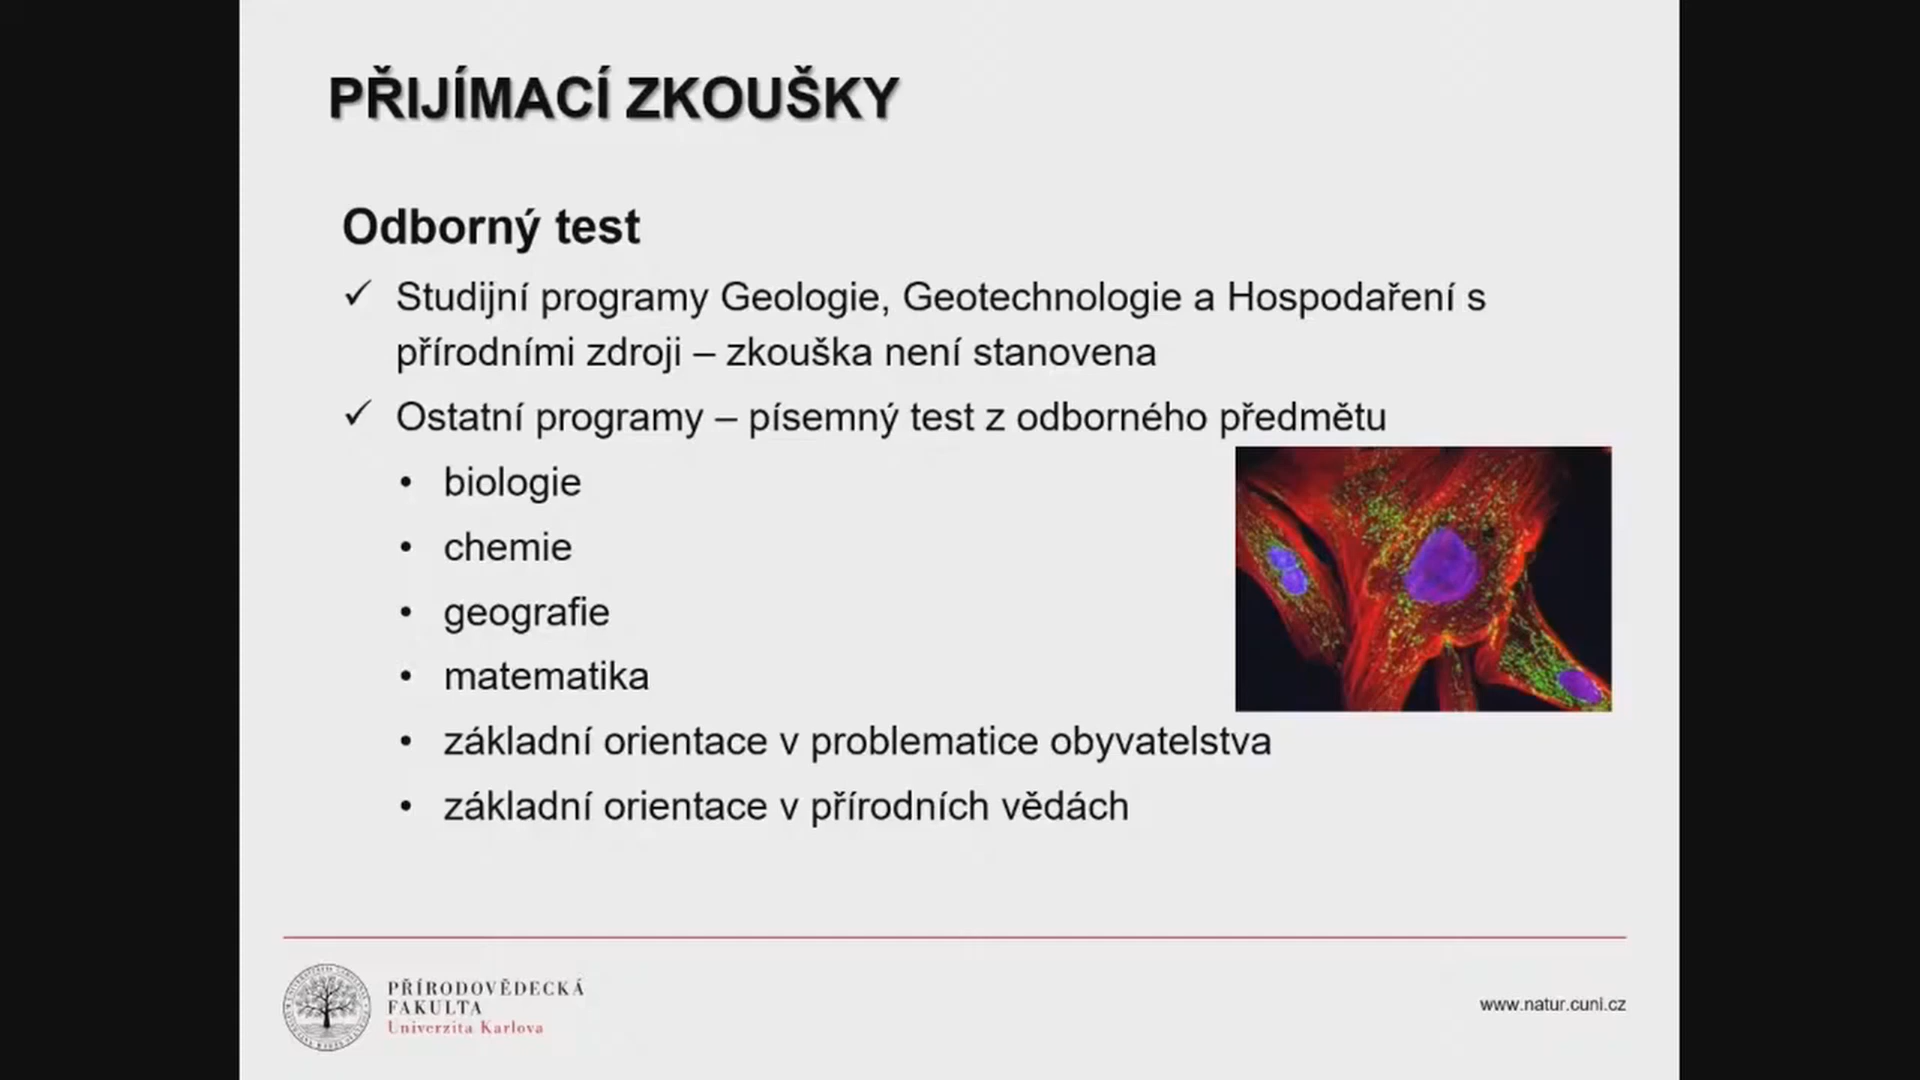 PŘIJÍMACÍ ZKOUŠKY
Odborný test
✓ Studijní programy Geologie, Geotechnologie a Hospodaření s
přírodními zdroji – zkouška není stanovena
✓ Ostatní programy – písemný test z odborného předmětu
• biologie
• chemie
• geografie
• matematika
• základní orientace v problematice obyvatelstva
• základní orientace v přírodních vědách
PŘÍRODOVĚDECKÁ
FAKULTA
Univerzita Karlova
www.natur.cuni.cz